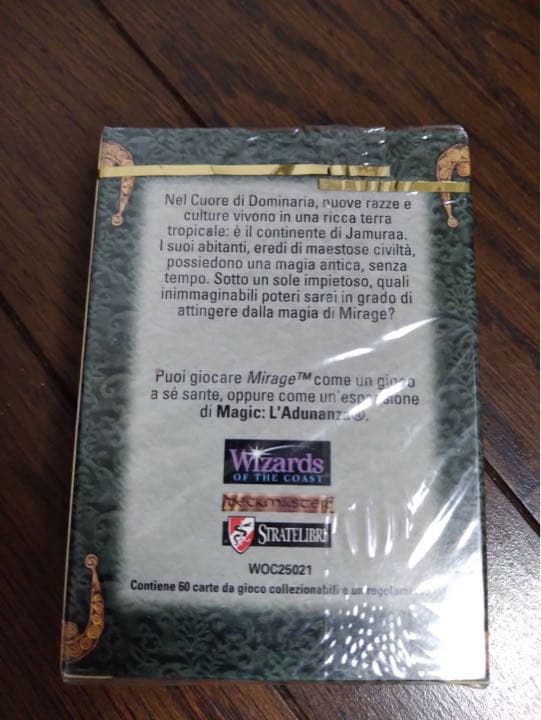 Nel Cuore di Dominaria, nuove razze e
culture vivono in una ricca terra
tropicale: è il continente di Jamuraa.
I suoi abitanti, eredi di maestose civiltà,
possiedono una magia antica, senza
tempo. Sotto un sole impietoso, quali
inimmaginabili poteri sarai in grado di
attingere dalla magia di Mirage?
Puoi giocare Mirage™ come un gioco
a sé sante, oppure come un'espansione
di Magic: L'Adunanza®.
Wizards
OF THE COAST
DECKMASTER
STRATELIBRI
WOC25021
Contiene 60 carte da gioco collezionabili e un